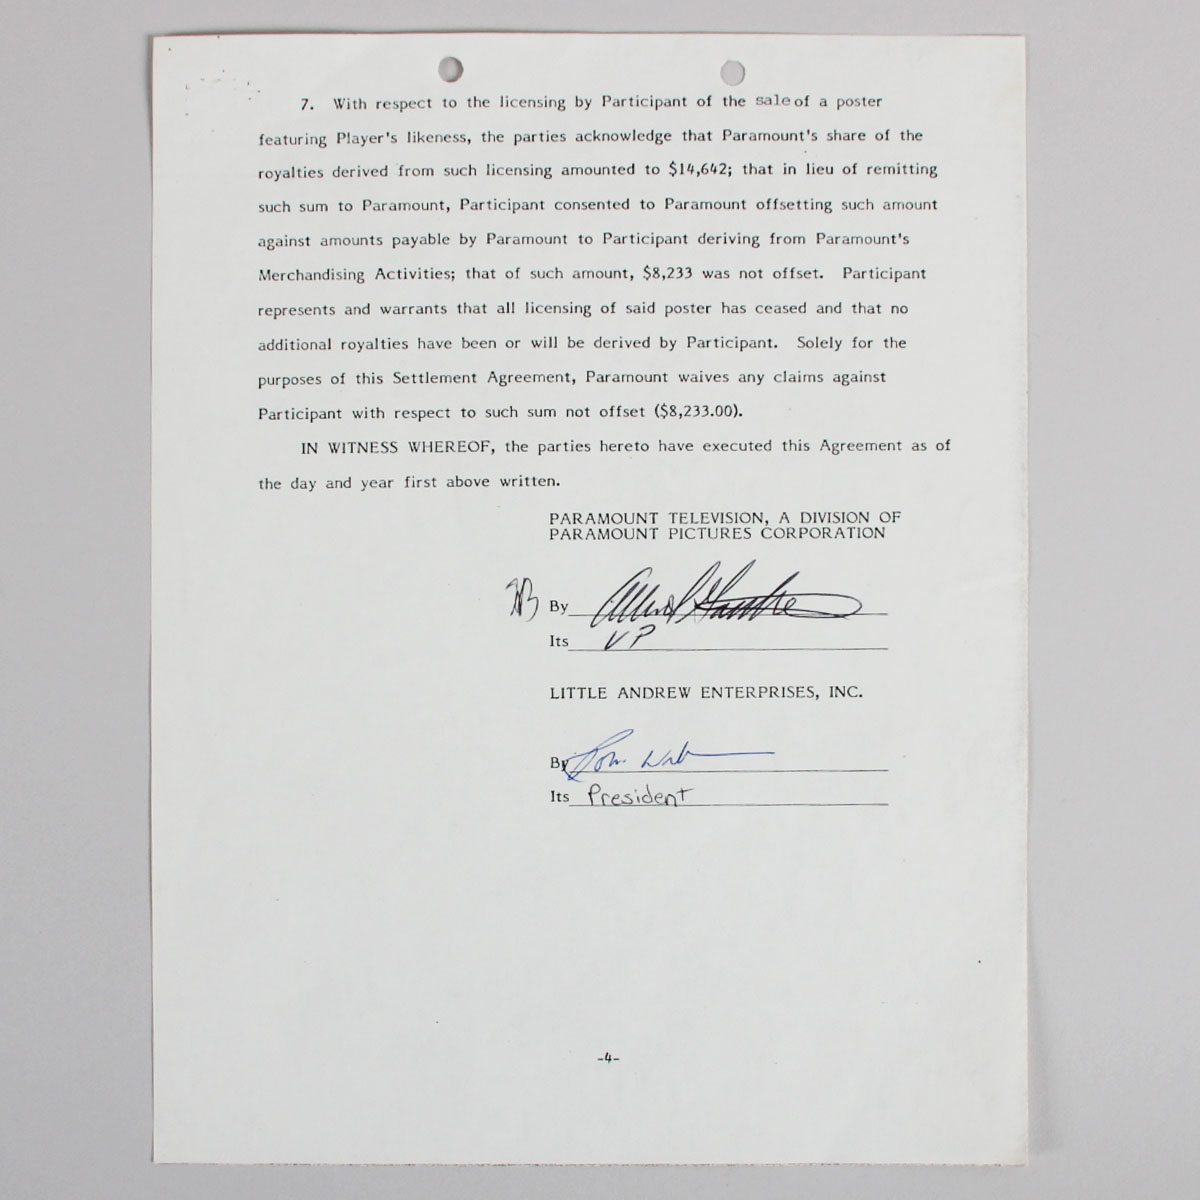 7. With respect to the licensing by Participant of the sale of a poster
featuring Player's likeness, the parties acknowledge that Paramount's share of the
royalties derived from such licensing amounted to $14,642; that in lieu of remitting
such sum to Paramount, Participant consented to Paramount offsetting such amount
against amounts payable by Paramount to Participant deriving from Paramount's
Merchandising Activities; that of such amount, $8,233 was not offset. Participant
represents and warrants that all licensing of said poster has ceased and that no
additional royalties have been or will be derived by Participant. Solely for the
purposes of this Settlement Agreement, Paramount waives any claims against
Participant with respect to such sum not offset ($8,233.00).
IN WITNESS WHEREOF, the parties hereto have executed this Agreement as of
the day and year first above written.
PARAMOUNT TELEVISION, A DIVISION OF
PARAMOUNT PICTURES CORPORATION
By
Its VP
LITTLE ANDREW ENTERPRISES, INC.
By
Its President
-4-